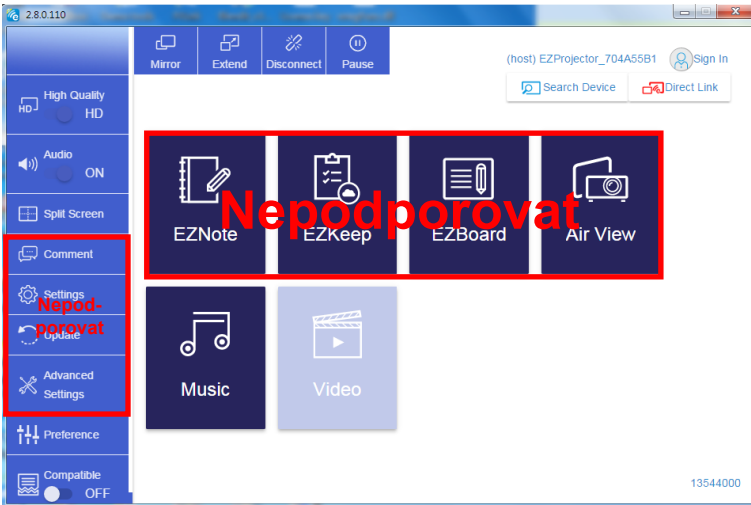 2.8.0.110
Mirror
Extend
Disconnect
Pause
(host) EZProjector_704A55B1
Sign In
Search Device
Direct Link
High Quality
HD
HD
Audio
ON
Split Screen
Comment
Settings
Update
Advanced
Settings
Nepod-
porovat
Preference
Compatible
OFF
Nepodporovat
EZNote
EZKeep
EZBoard
Air View
Music
Video
13544000